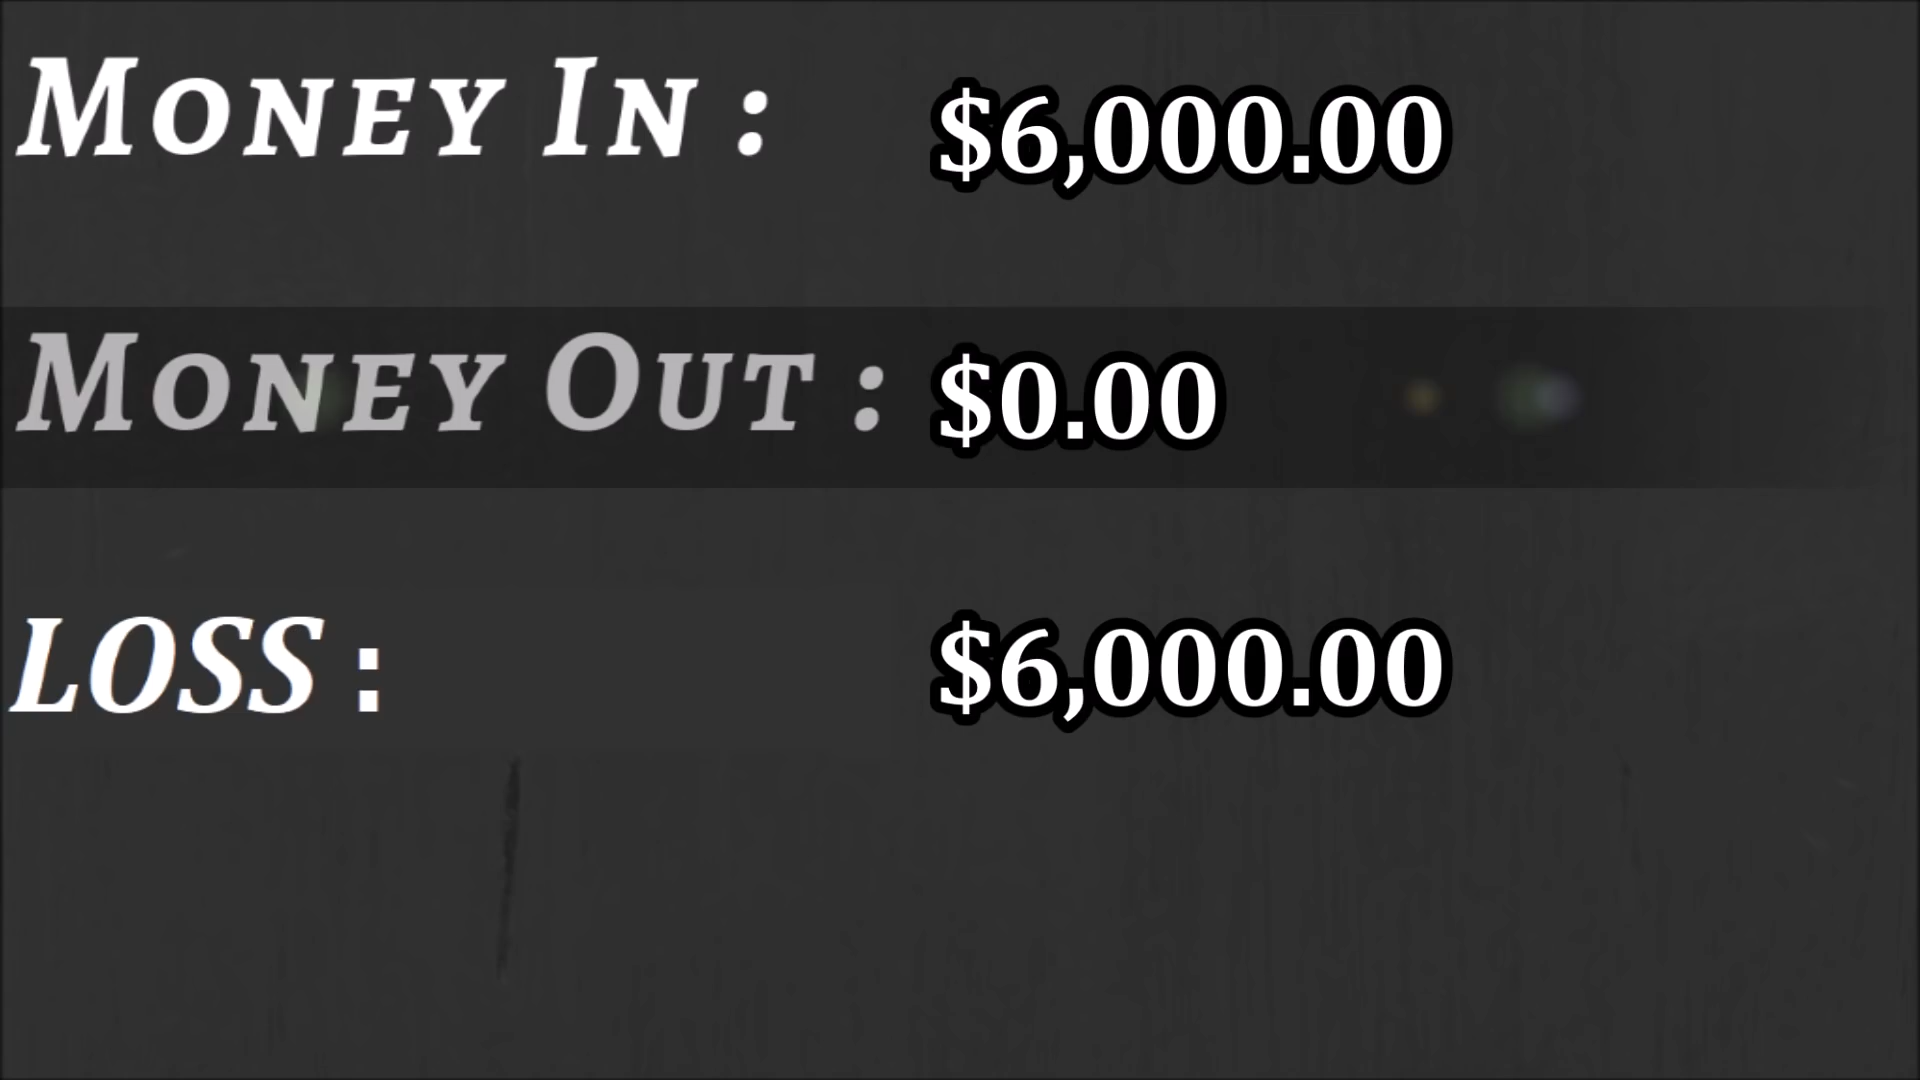 Money In : $6,000.00
Money Out : $0.00
LOSS : $6,000.00